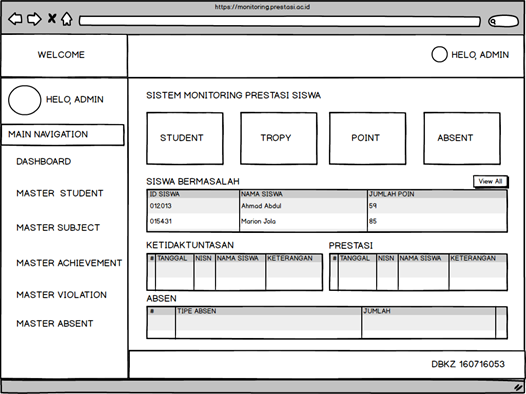 https://monitoring.prestasi.ac.id
WELCOME
HELO, ADMIN
HELO, ADMIN
MAIN NAVIGATION
DASHBOARD
MASTER STUDENT
MASTER SUBJECT
MASTER ACHIEVEMENT
MASTER VIOLATION
MASTER ABSENT
SISTEM MONITORING PRESTASI SISWA
STUDENT TROPY POINT ABSENT
SISWA BERMASALAH View All
ID SISWA NAMA SISWA JUMLAH POIN
012013 Ahmad Abdul 59
015431 Marion Jola 85
KETIDAKTUNTASAN PRESTASI
# TANGGAL NISN NAMA SISWA KETERANGAN # TANGGAL NISN NAMA SISWA KETERANGAN
ABSEN
# TIPE ABSEN JUMLAH
DBKZ 160716053